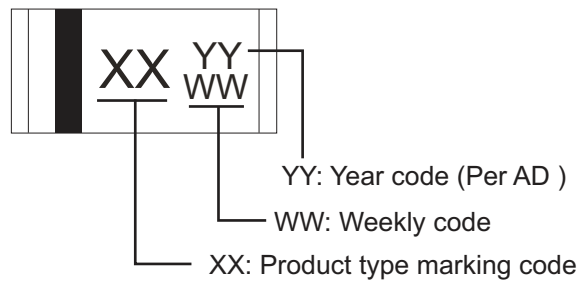 XX YY
WW
YY: Year code (Per AD )
WW: Weekly code
XX: Product type marking code